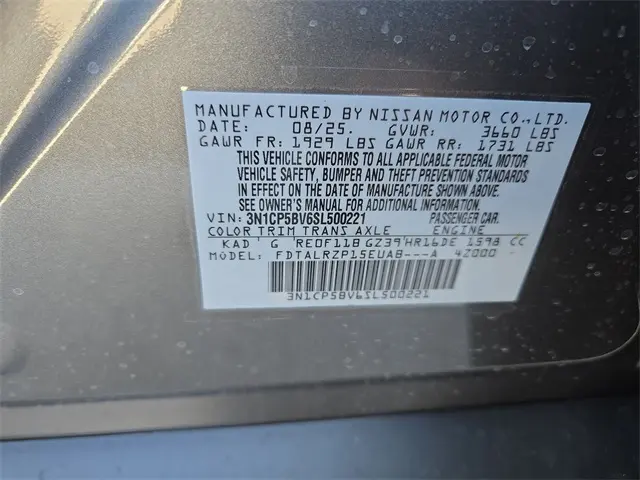 MANUFACTURED BY NISSAN MOTOR CO.,LTD.
DATE: 08/25. GVWR: 3660 LBS
GAWR FR: 1929 LBS GAWR RR: 1731 LBS
THIS VEHICLE CONFORMS TO ALL APPLICABLE FEDERAL MOTOR
VEHICLE SAFETY, BUMPER AND THEFT PREVENTION STANDARDS
IN EFFECT ON THE DATE OF MANUFACTURE SHOWN ABOVE.
SEE OWNER'S MANUAL FOR ADDITIONAL INFORMATION.
VIN: 3N1CP5BV6SL500221 PASSENGER CAR.
COLOR TRIM TRANS AXLE ENGINE
KAD G RE0F11B GZ39 HR16DE 1598 CC
MODEL: FDTALRZP15EUAB---A 42000 -
3N1CP5BV6SL500221